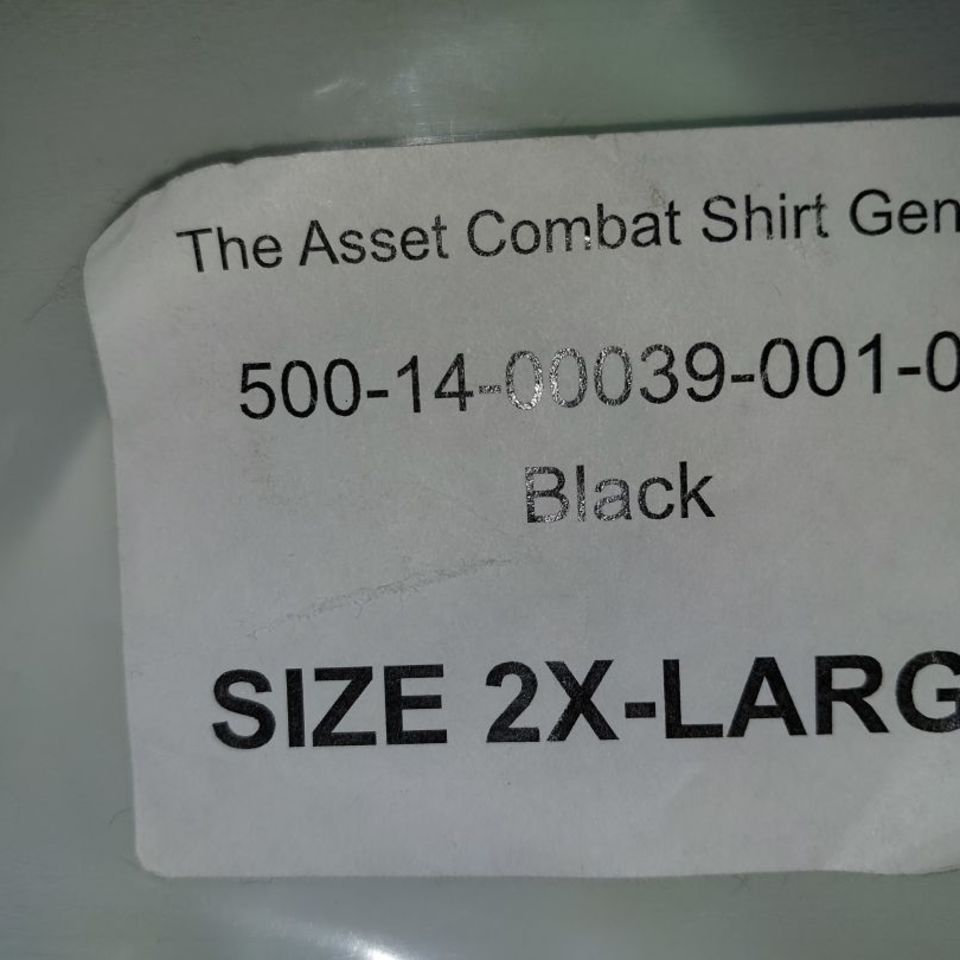 The Asset Combat Shirt Gen
500-14-00039-001-0
Black
SIZE 2X-LARG